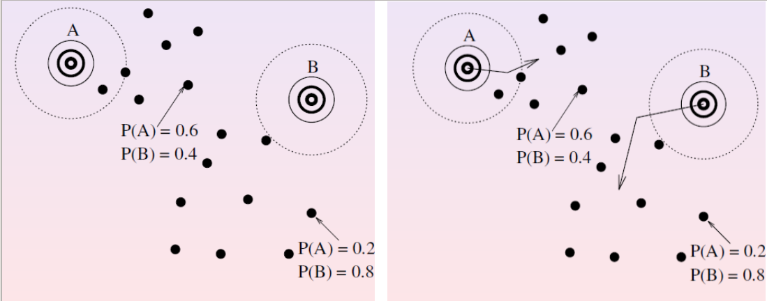 A
B
P(A) = 0.6
P(B) = 0.4
P(A) = 0.2
P(B) = 0.8
A
B
P(A) = 0.6
P(B) = 0.4
P(A) = 0.2
P(B) = 0.8